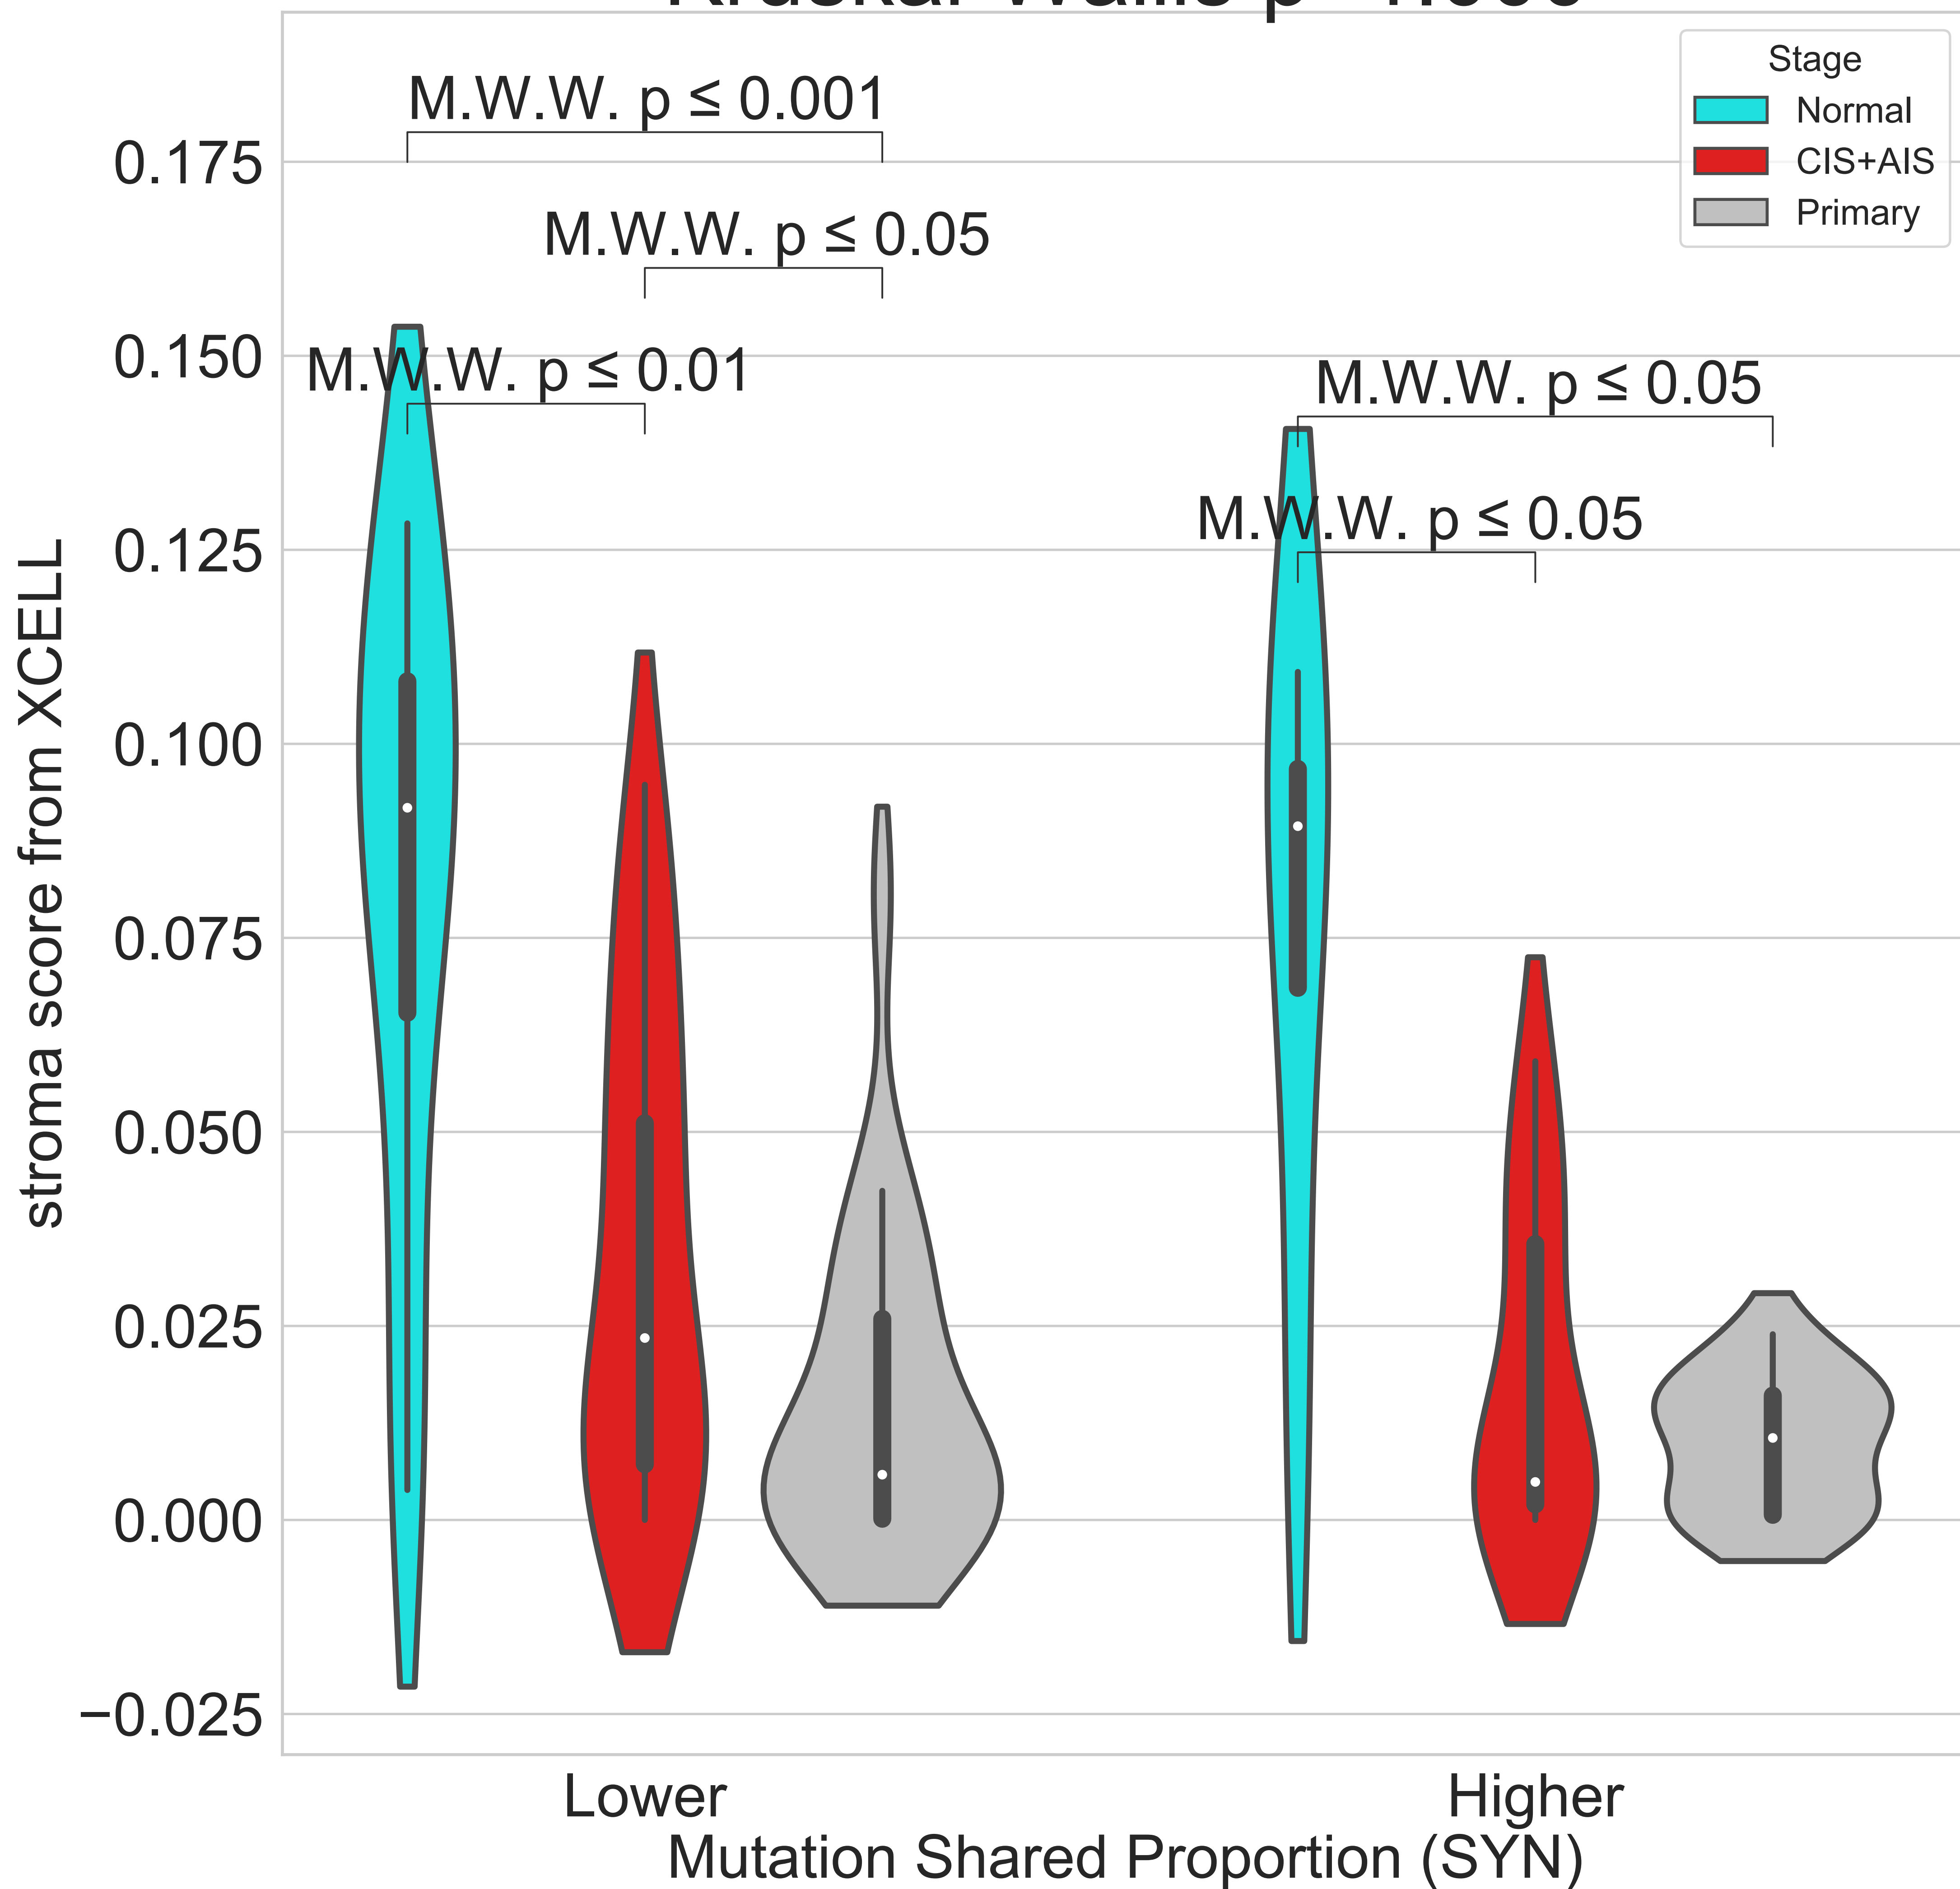 Stage
Normal
CIS+AIS
Primary
M.W.W. p ≤ 0.001
M.W.W. p ≤ 0.05
M.W.W. p ≤ 0.01
M.W.W. p ≤ 0.05
M.W.W. p ≤ 0.05
0.175
0.150
0.125
0.100
0.075
0.050
0.025
0.000
−0.025
stroma score from XCELL
Lower
Higher
Mutation Shared Proportion (SYN)